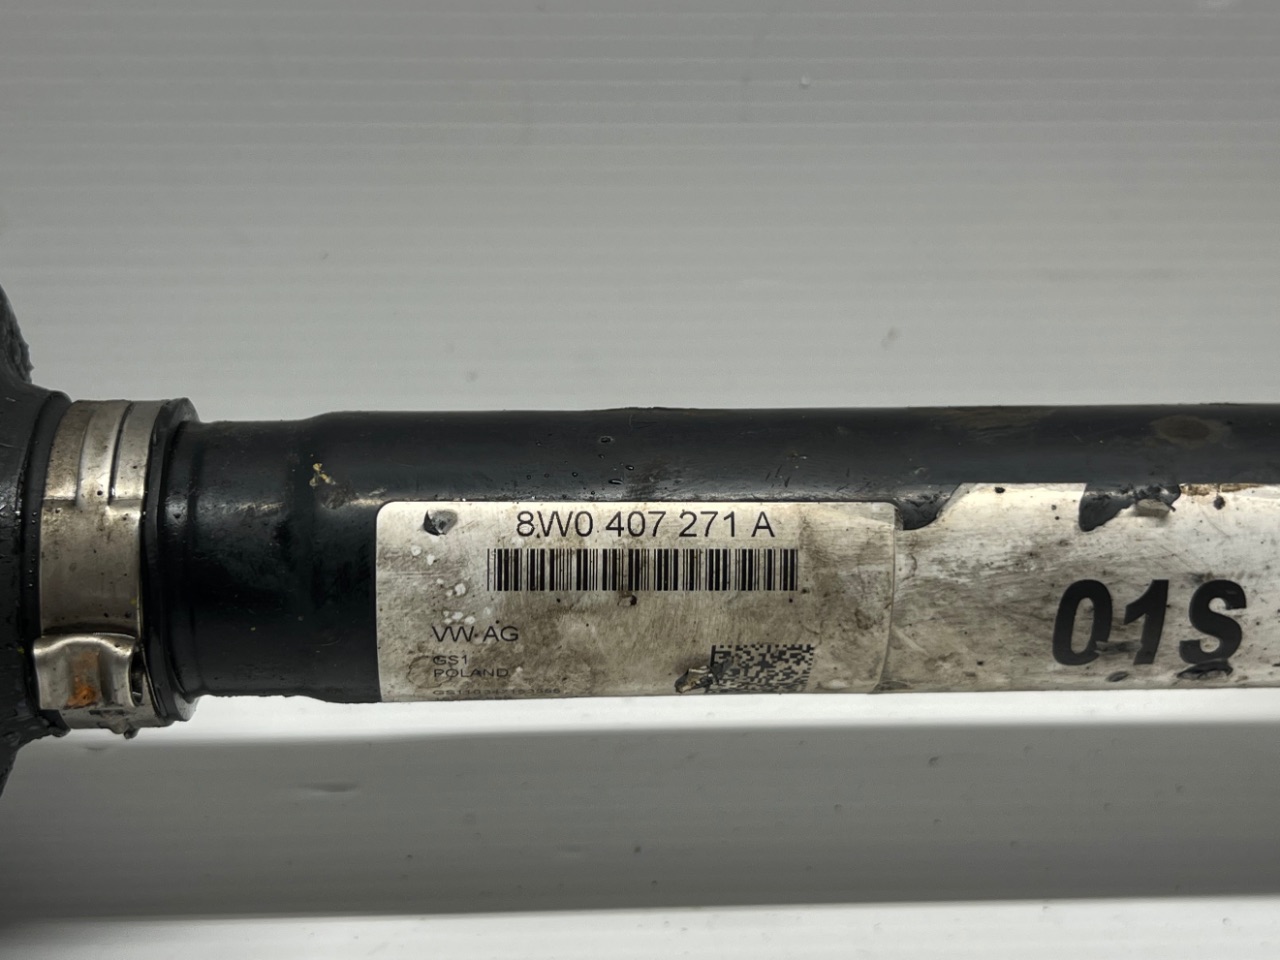 8W0 407 271 A
VW AG
GS1
POLAND
01S